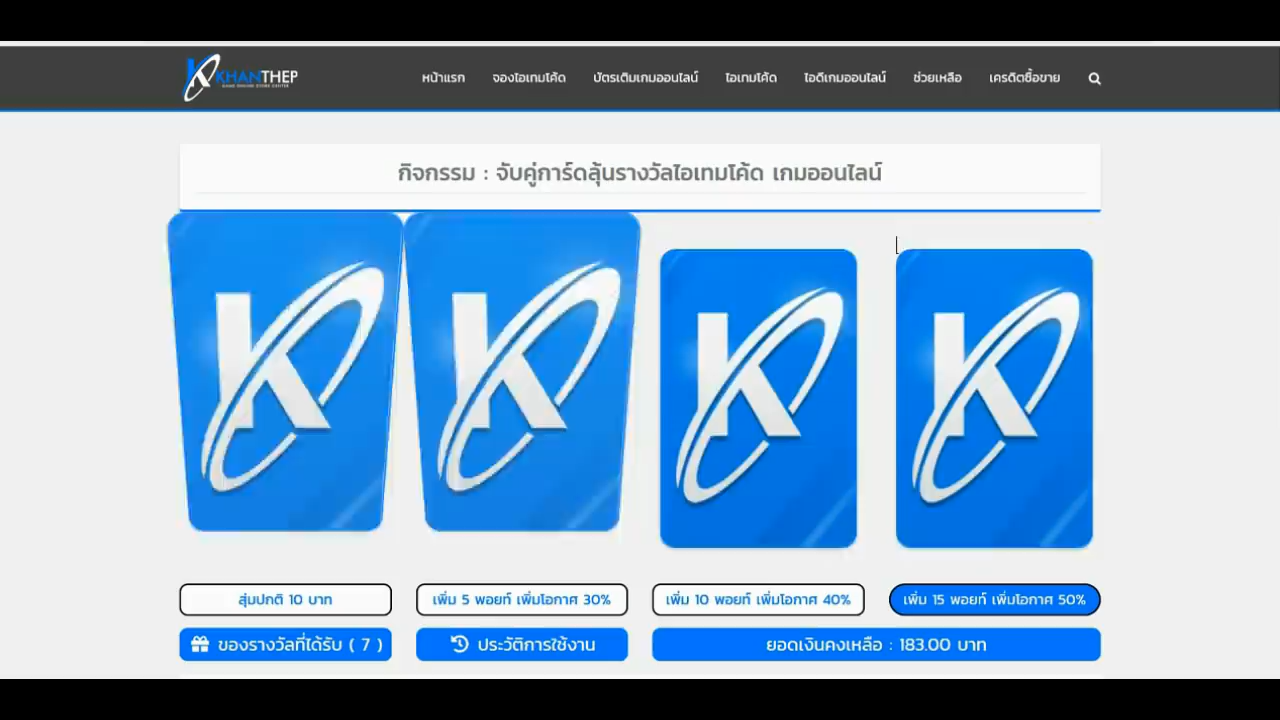 KHANTHEP
หน้าแรก จองไอเทมโค้ด บัตรเติมเกมออนไลน์ ไอเทมโค้ด ไอดีเกมออนไลน์ ช่วยเหลือ เครดิตซื้อขาย
กิจกรรม : จับคู่การ์ดลุ้นรางวัลไอเทมโค้ด เกมออนไลน์
สุ่มปกติ 10 บาท เพิ่ม 5 พอยท์ เพิ่มโอกาศ 30% เพิ่ม 10 พอยท์ เพิ่มโอกาศ 40% เพิ่ม 15 พอยท์ เพิ่มโอกาศ 50%
ของรางวัลที่ได้รับ ( 7 ) ประวัติการใช้งาน ยอดเงินคงเหลือ : 183.00 บาท